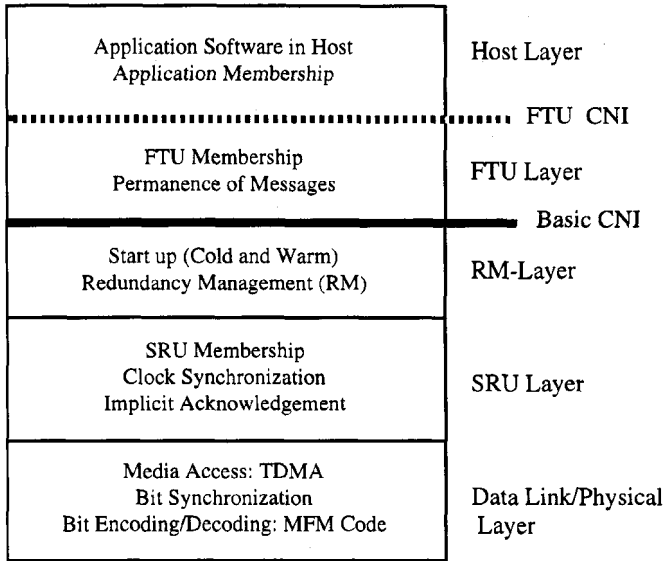 Application Software in Host
Application Membership
Host Layer
FTU CNI
FTU Membership
Permanence of Messages
FTU Layer
Basic CNI
Start up (Cold and Warm)
Redundancy Management (RM)
RM-Layer
SRU Membership
Clock Synchronization
Implicit Acknowledgement
SRU Layer
Media Access: TDMA
Bit Synchronization
Bit Encoding/Decoding: MFM Code
Data Link/Physical
Layer